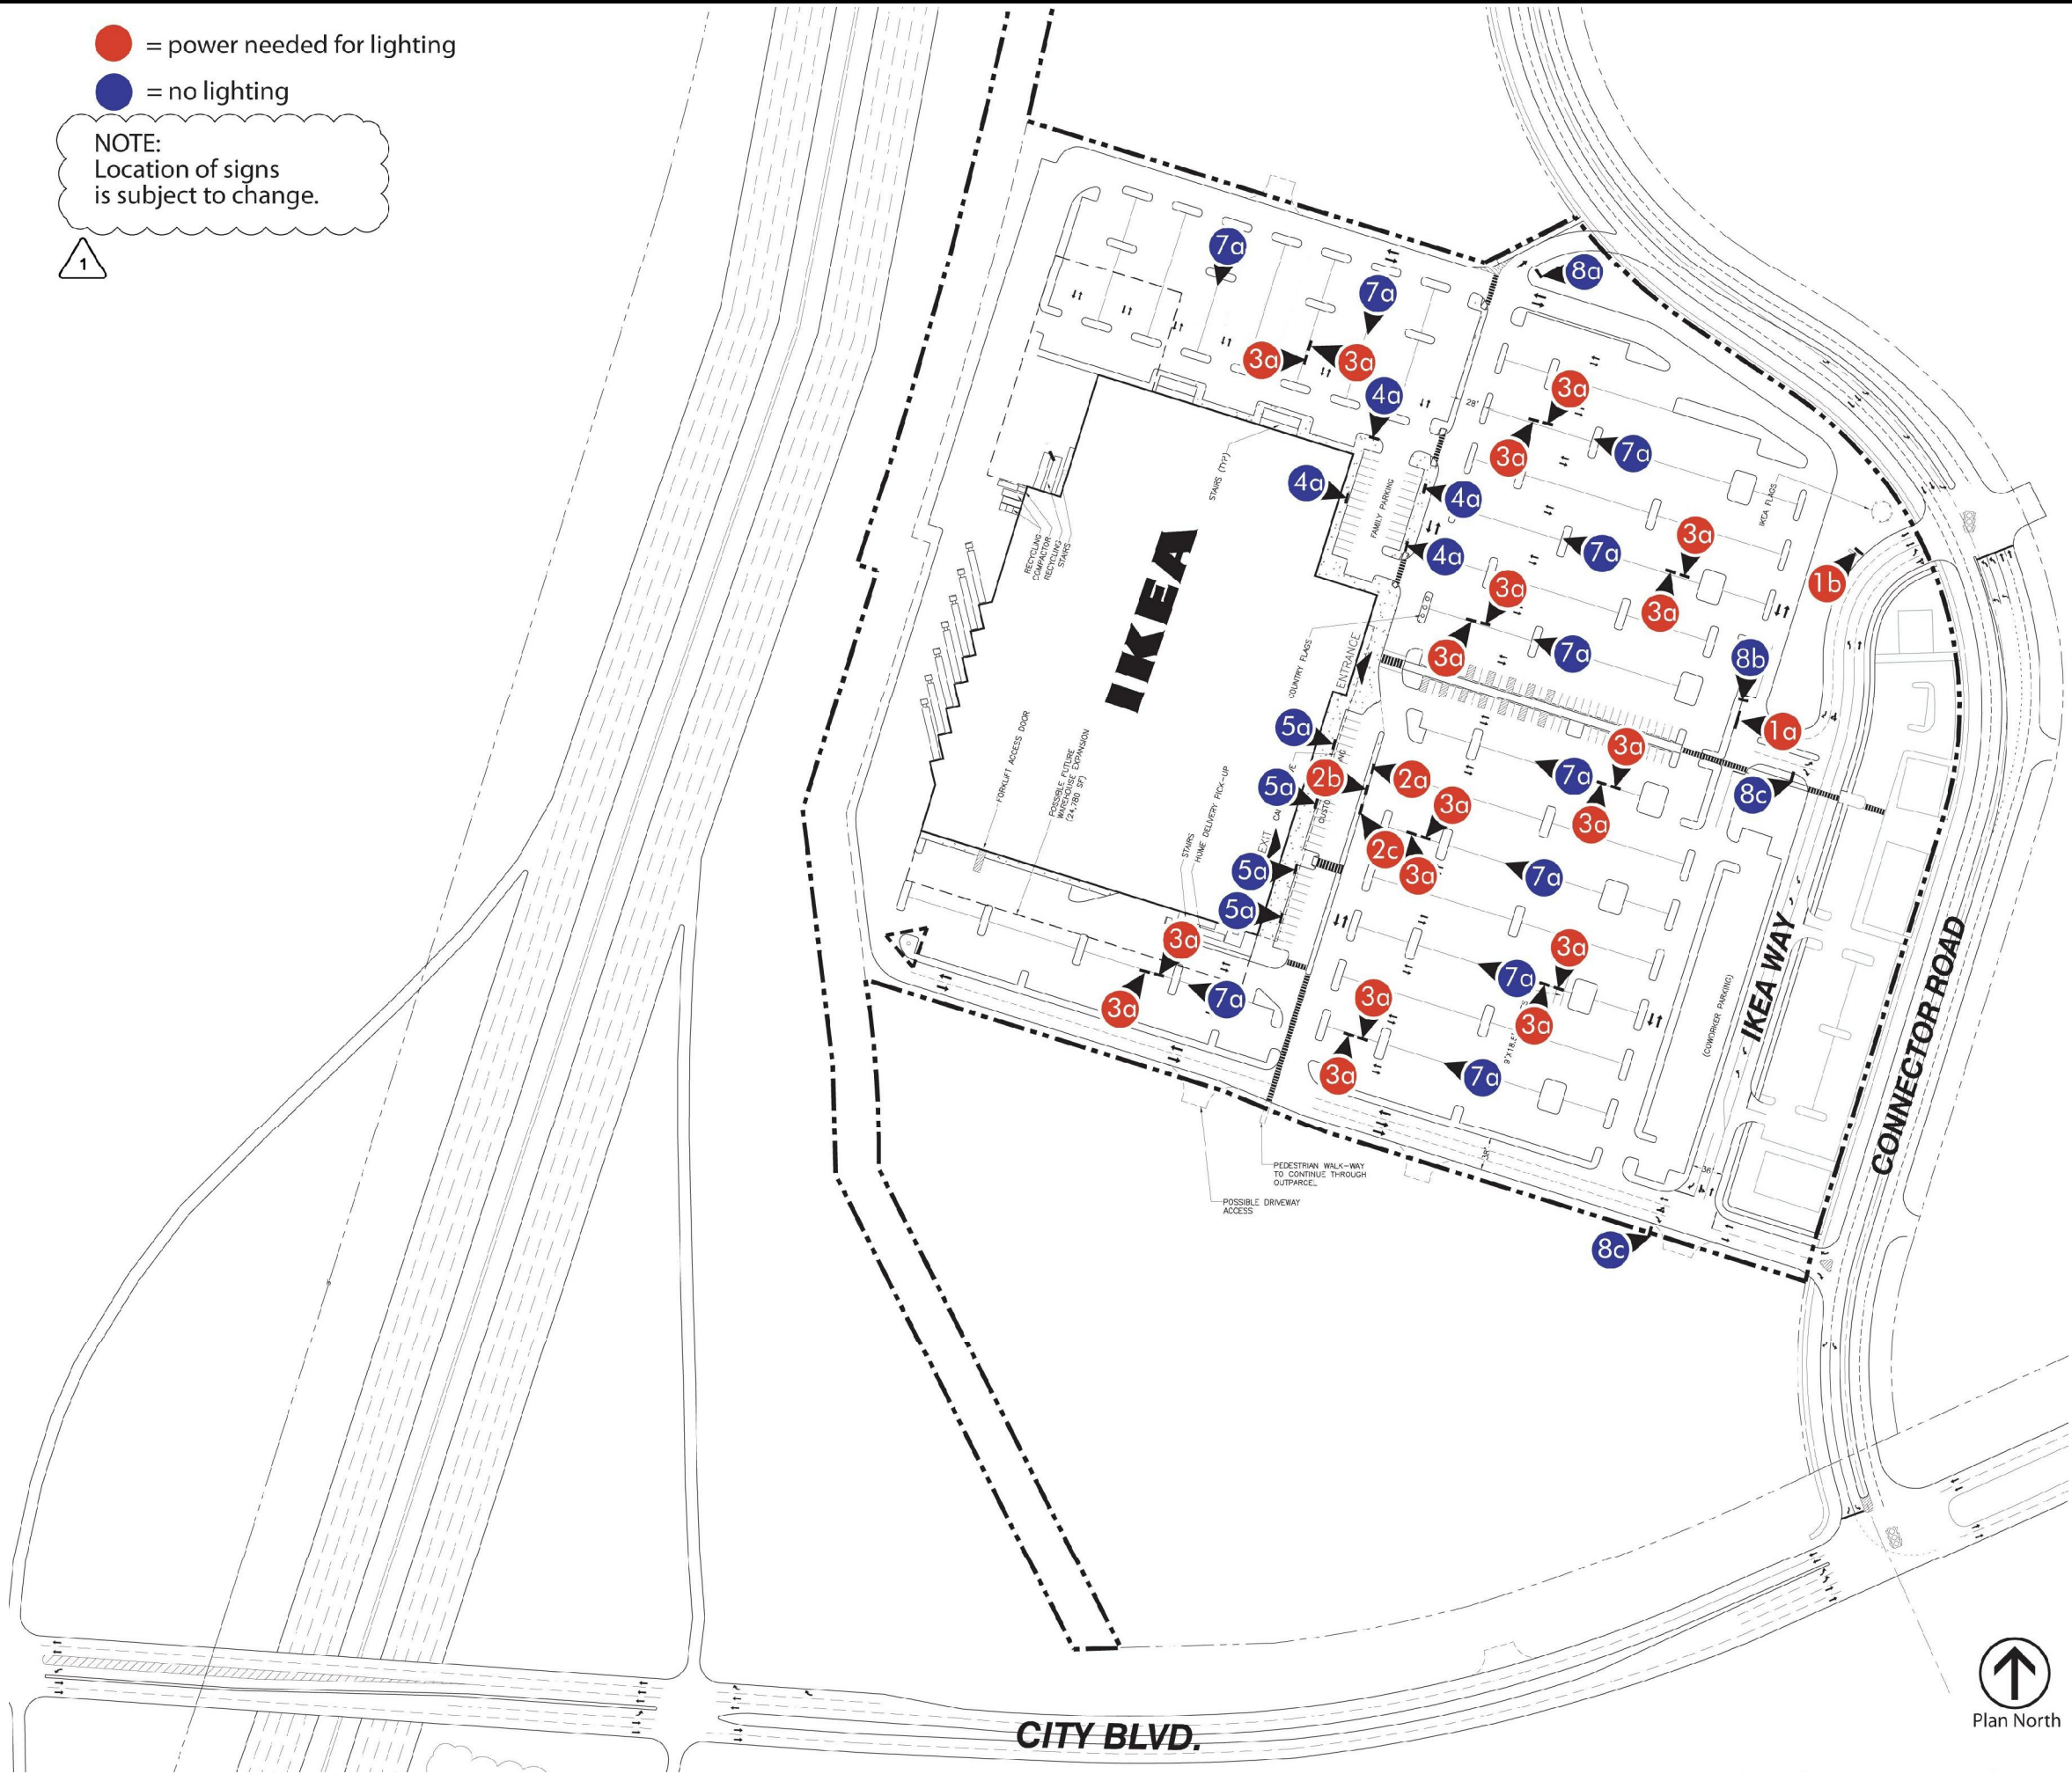 = power needed for lighting
= no lighting
NOTE:
Location of signs
is subject to change.
1
7a
8a
7a
3a
3a
3a
4a
28'
3a
7a
STAIRS (TYP)
4a
4a
FAMILY PARKING
IKEA FLAGS
3a
7a
4a
1b
RECYCLING
COMPACTOR
RECYCLING
STAIRS
IKEA
3a
3a
3a
7a
8b
ENTRANCE
COUNTRY FLAGS
5a
1a
3a
FORKLIFT ACCESS DOOR
POSSIBLE FUTURE
WAREHOUSE EXPANSION
(24,780 SF)
2b
2a
7a
5a
8c
3a
3a
STAIRS
HOME DELIVERY PICK-UP
EXIT
2c
5a
3a
7a
5a
3a
3a
7a
3a
7a
3a
3a
(COWORKER PARKING)
IKEA WAY
CONNECTOR ROAD
3a
7a
38'
36'
PEDESTRIAN WALK-WAY
TO CONTINUE THROUGH
OUTPARCEL
POSSIBLE DRIVEWAY
ACCESS
8c
CITY BLVD.
Plan North